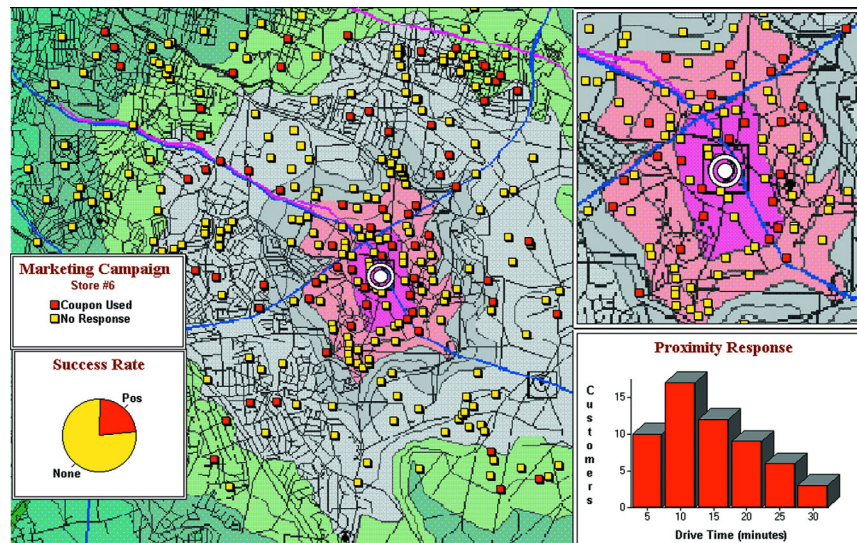 Marketing Campaign
Store #6
Coupon Used
No Response
Success Rate
Pos
None
Proximity Response
Customers
15
10
5
0
5 10 15 20 25 30
Drive Time (minutes)